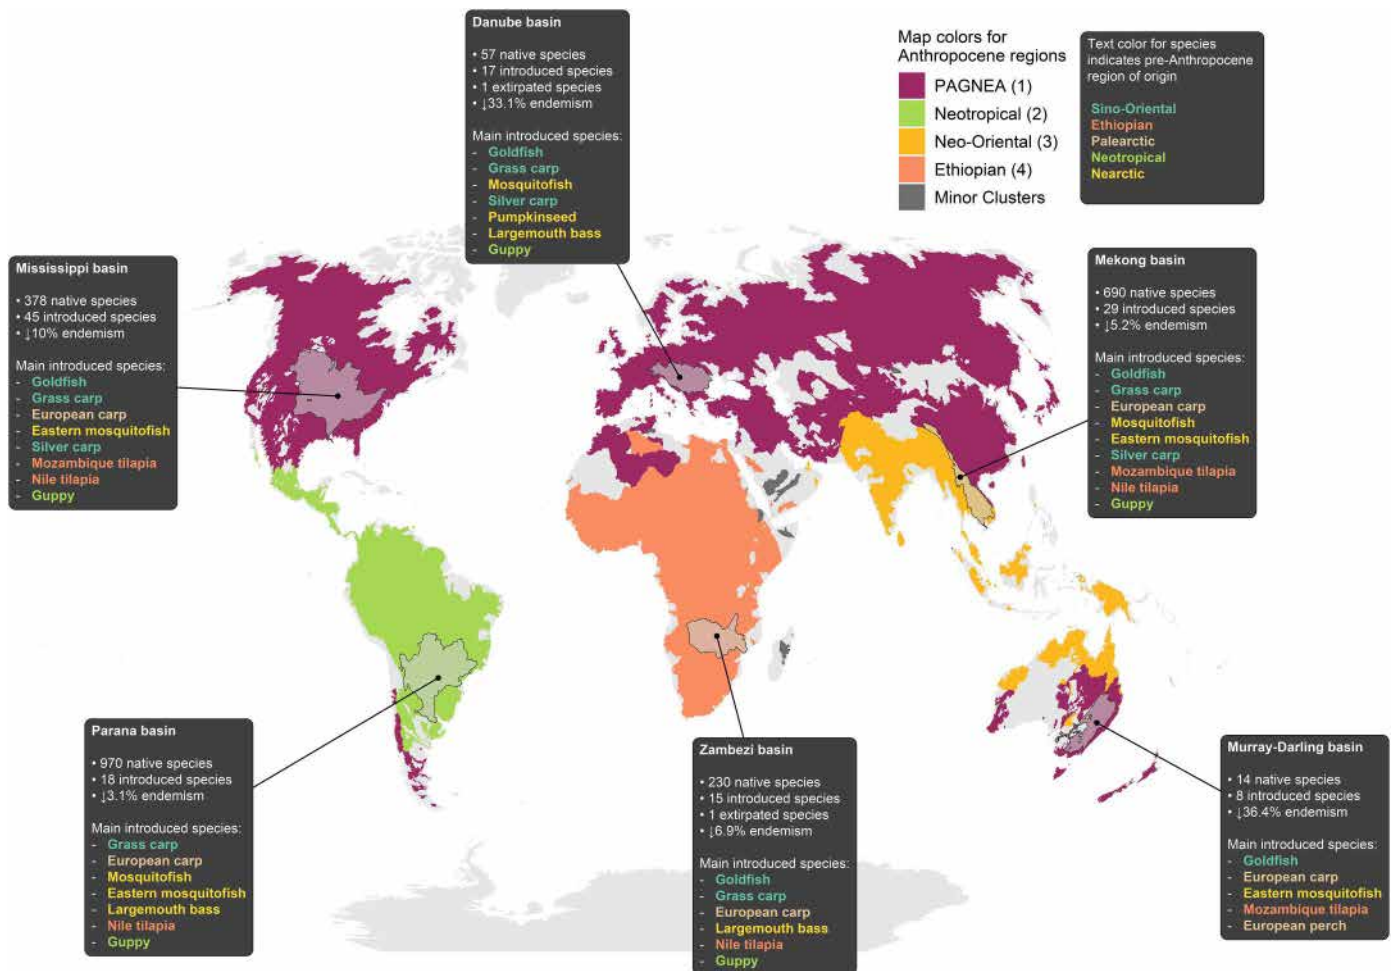 Danube basin
• 57 native species
• 17 introduced species
• 1 extirpated species
• ↓33.1% endemism
Main introduced species:
- Goldfish
- Grass carp
- Mosquitofish
- Silver carp
- Pumpkinseed
- Largemouth bass
- Guppy
Map colors for
Anthropocene regions
PAGNEA (1)
Neotropical (2)
Neo-Oriental (3)
Ethiopian (4)
Minor Clusters
Text color for species
indicates pre-Anthropocene
region of origin
Sino-Oriental
Ethiopian
Palearctic
Neotropical
Nearctic
Mississippi basin
• 378 native species
• 45 introduced species
• ↓10% endemism
Main introduced species:
- Goldfish
- Grass carp
- European carp
- Eastern mosquitofish
- Silver carp
- Mozambique tilapia
- Nile tilapia
- Guppy
Mekong basin
• 690 native species
• 29 introduced species
• ↓5.2% endemism
Main introduced species:
- Goldfish
- Grass carp
- European carp
- Mosquitofish
- Eastern mosquitofish
- Silver carp
- Mozambique tilapia
- Nile tilapia
- Guppy
Parana basin
• 970 native species
• 18 introduced species
• ↓3.1% endemism
Main introduced species:
- Grass carp
- European carp
- Mosquitofish
- Eastern mosquitofish
- Largemouth bass
- Nile tilapia
- Guppy
Zambezi basin
• 230 native species
• 15 introduced species
• 1 extirpated species
• ↓6.9% endemism
Main introduced species:
- Goldfish
- Grass carp
- European carp
- Largemouth bass
- Nile tilapia
- Guppy
Murray-Darling basin
• 14 native species
• 8 introduced species
• ↓36.4% endemism
Main introduced species:
- Goldfish
- European carp
- Eastern mosquitofish
- Mozambique tilapia
- European perch